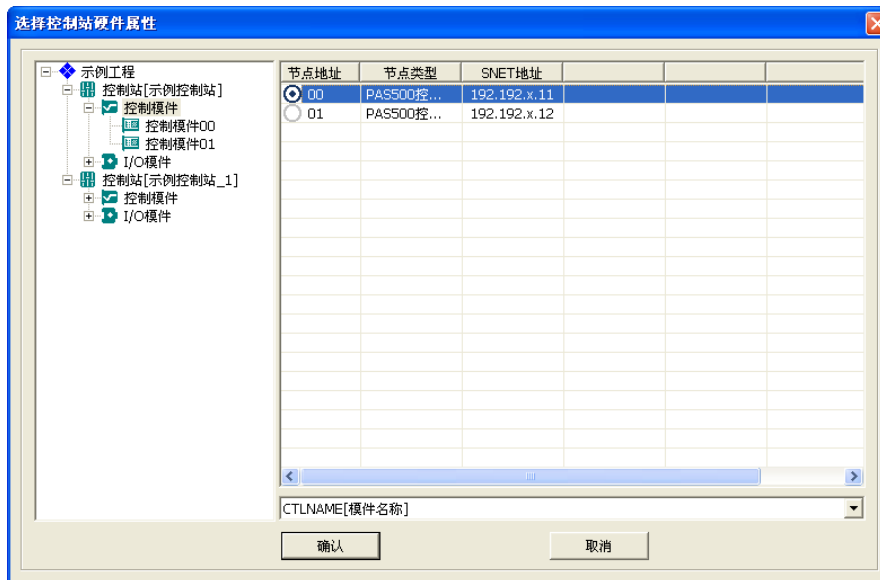 选择控制站硬件属性
示例工程
控制站[示例控制站]
控制模件
控制模件00
控制模件01
I/O模件
控制站[示例控制站_1]
控制模件
I/O模件
节点地址 节点类型 SNET地址
00 PAS500控... 192.192.x.11
01 PAS500控... 192.192.x.12
CTLNAME[模件名称]
确认 取消